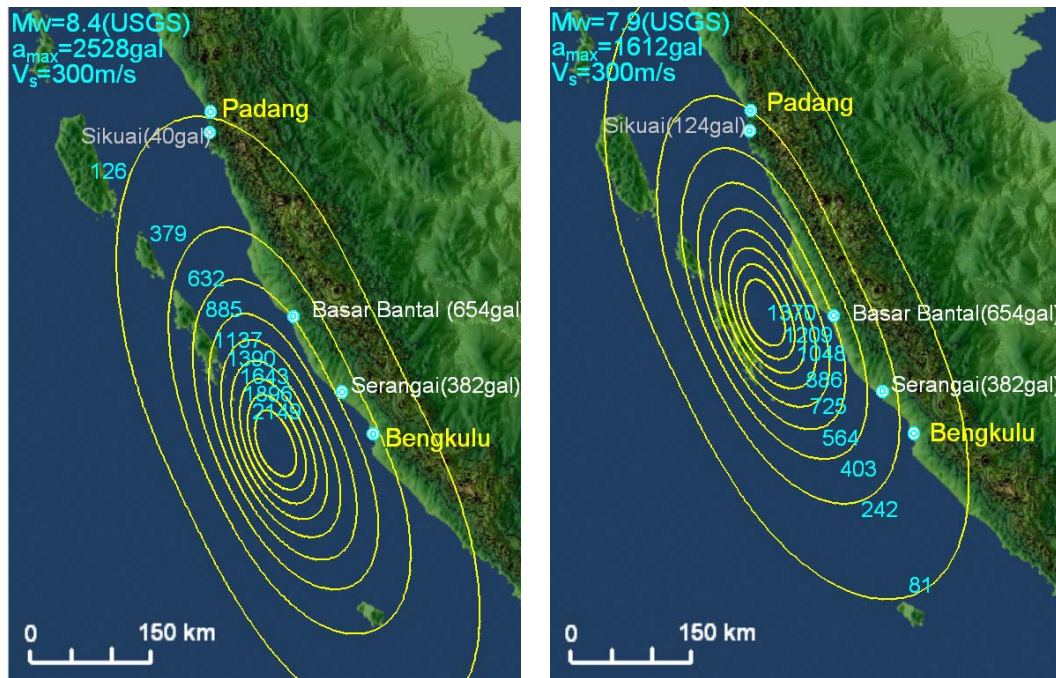 Mw=8.4(USGS)
amax=2528gal
Vs=300m/s
Padang
Sikuai(40gal)
126
379
632
885
1137
1390
1643
1896
2149
Basar Bantal (654gal)
Serangai(382gal)
Bengkulu
0 150 km
Mw=7.9(USGS)
amax=1612gal
Vs=300m/s
Padang
Sikuai(124gal)
1370
1209
1048
886
725
564
403
242
81
Basar Bantal(654gal)
Serangai(382gal)
Bengkulu
0 150 km